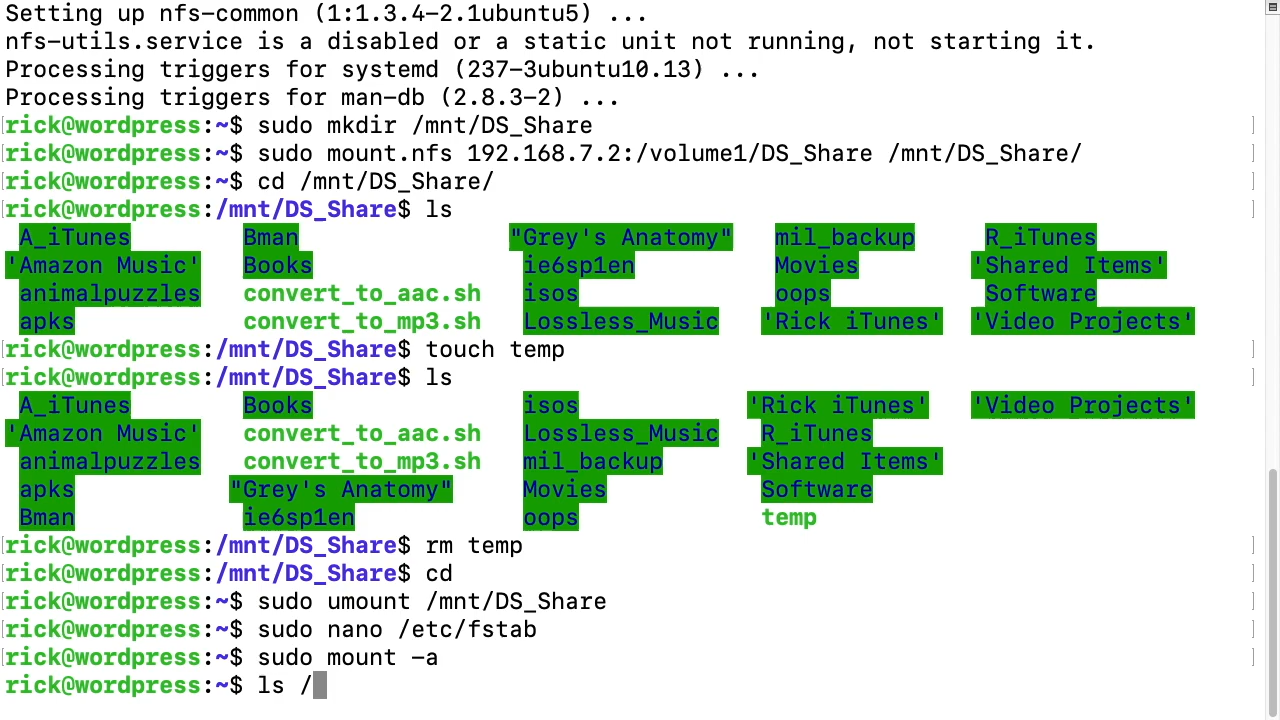 Setting up nfs-common (1:1.3.4-2.1ubuntu5) ...
nfs-utils.service is a disabled or a static unit not running, not starting it.
Processing triggers for systemd (237-3ubuntu10.13) ...
Processing triggers for man-db (2.8.3-2) ...
rick@wordpress:~$ sudo mkdir /mnt/DS_Share
rick@wordpress:~$ sudo mount.nfs 192.168.7.2:/volume1/DS_Share /mnt/DS_Share/
rick@wordpress:~$ cd /mnt/DS_Share/
rick@wordpress:/mnt/DS_Share$ ls
A_iTunes Bman "Grey's Anatomy" mil_backup R_iTunes
'Amazon Music' Books ie6sp1en Movies 'Shared Items'
animalpuzzles convert_to_aac.sh isos oops Software
apks convert_to_mp3.sh Lossless_Music 'Rick iTunes' 'Video Projects'
rick@wordpress:/mnt/DS_Share$ touch temp
rick@wordpress:/mnt/DS_Share$ ls
A_iTunes Books isos 'Rick iTunes' 'Video Projects'
'Amazon Music' convert_to_aac.sh Lossless_Music R_iTunes
animalpuzzles convert_to_mp3.sh mil_backup 'Shared Items'
apks "Grey's Anatomy" Movies Software
Bman ie6sp1en oops temp
rick@wordpress:/mnt/DS_Share$ rm temp
rick@wordpress:/mnt/DS_Share$ cd
rick@wordpress:~$ sudo umount /mnt/DS_Share
rick@wordpress:~$ sudo nano /etc/fstab
rick@wordpress:~$ sudo mount -a
rick@wordpress:~$ ls /